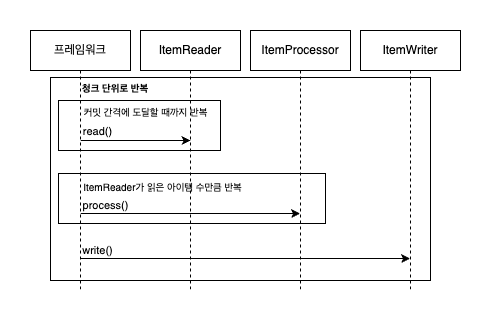 프레임워크
ItemReader
ItemProcessor
ItemWriter
청크 단위로 반복
커밋 간격에 도달할 때까지 반복
read()
ItemReader가 읽은 아이템 수만큼 반복
process()
write()